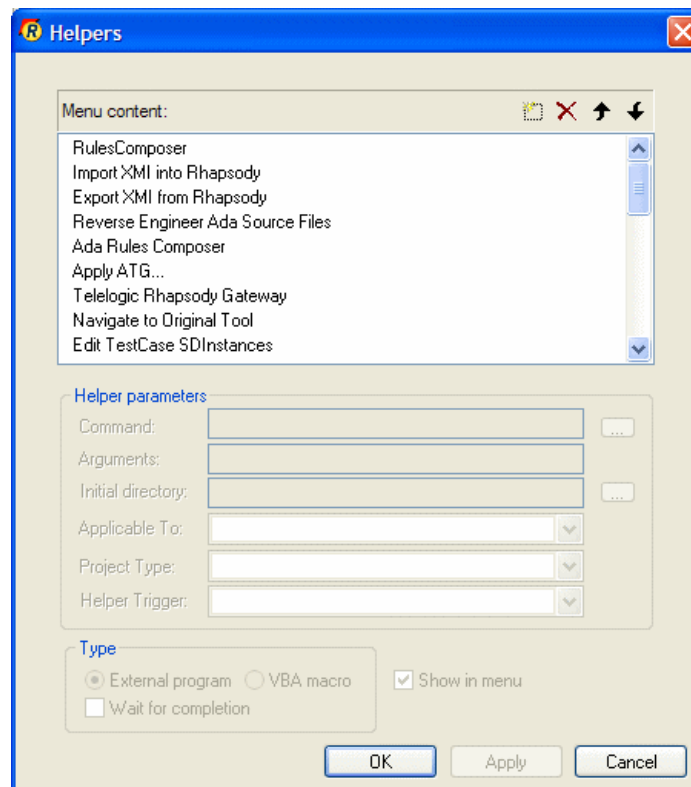 R Helpers
Menu content:
RulesComposer
Import XMI into Rhapsody
Export XMI from Rhapsody
Reverse Engineer Ada Source Files
Ada Rules Composer
Apply ATG...
Telelogic Rhapsody Gateway
Navigate to Original Tool
Edit TestCase SDInstances
Helper parameters
Command: ...
Arguments:
Initial directory: ...
Applicable To:
Project Type:
Helper Trigger:
Type
External program VBA macro Show in menu
Wait for completion
OK Apply Cancel